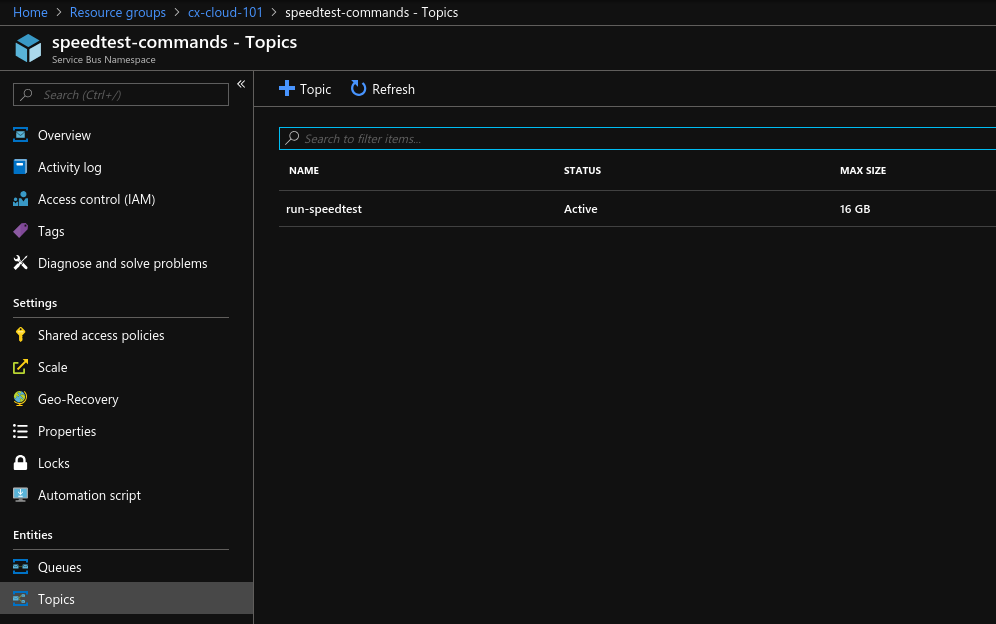 Home > Resource groups > cx-cloud-101 > speedtest-commands - Topics
speedtest-commands - Topics
Service Bus Namespace
Search (Ctrl+/)
«
Overview
Activity log
Access control (IAM)
Tags
Diagnose and solve problems
Settings
Shared access policies
Scale
Geo-Recovery
Properties
Locks
Automation script
Entities
Queues
Topics
Topic Refresh
Search to filter items...
NAME STATUS MAX SIZE
run-speedtest Active 16 GB